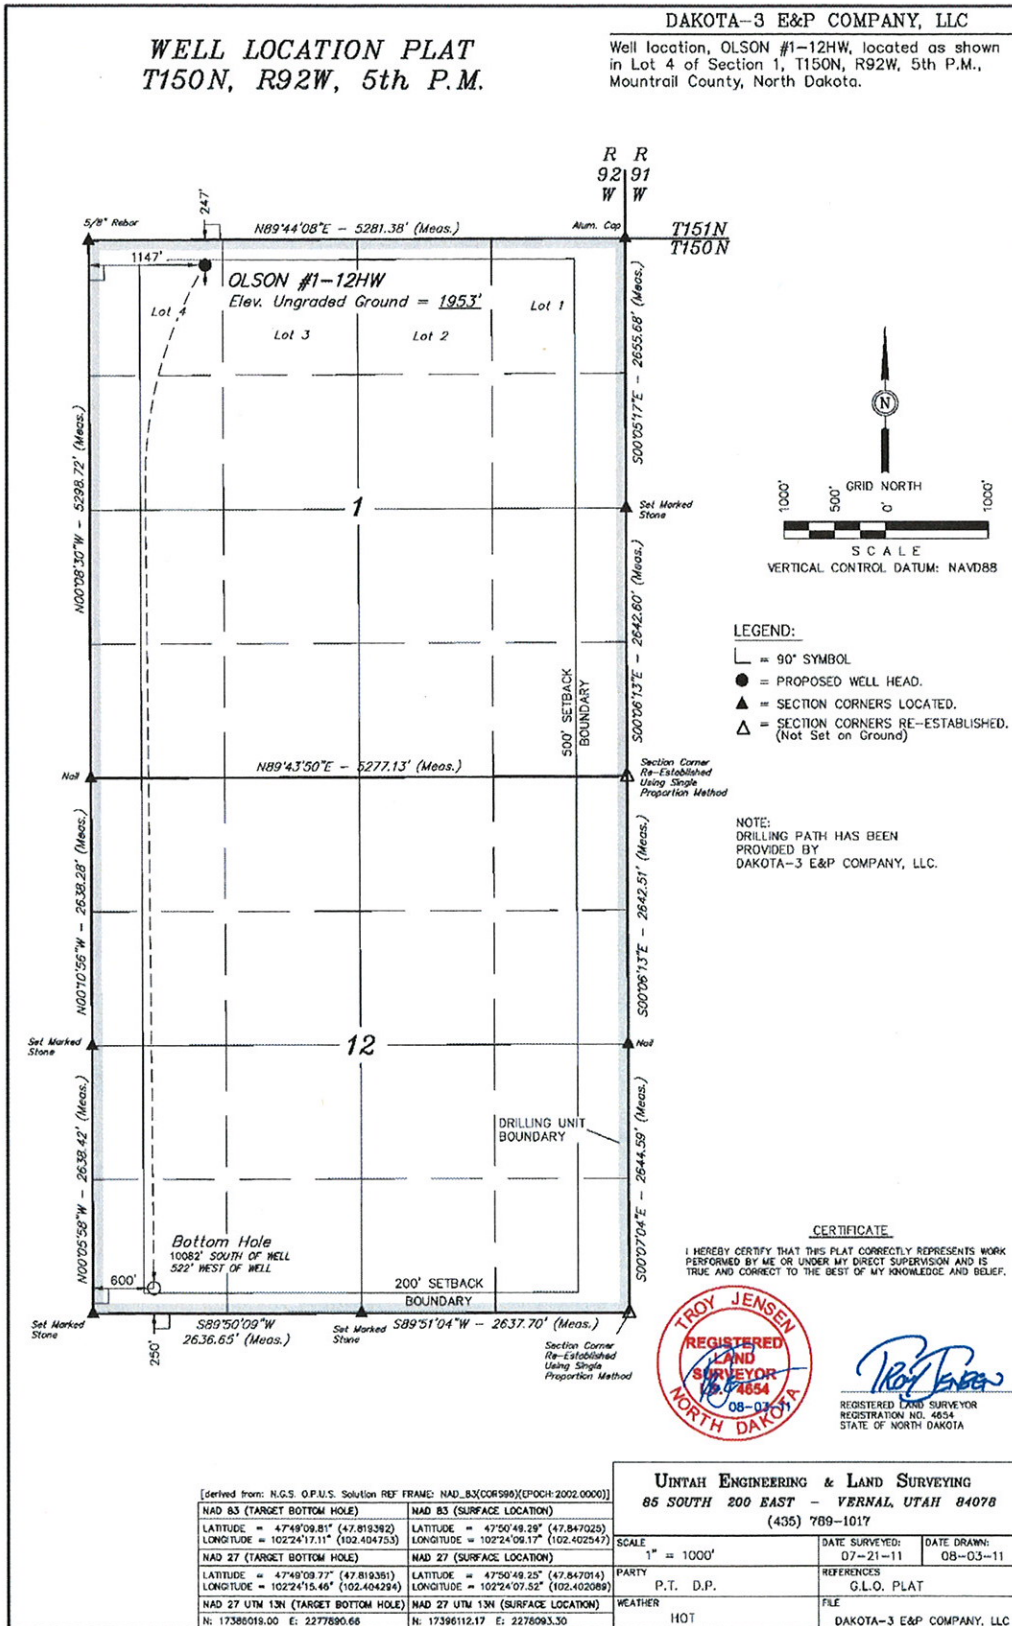 DAKOTA-3 E&P COMPANY, LLC
WELL LOCATION PLAT
T150N, R92W, 5th P.M.
Well location, OLSON #1-12HW, located as shown
in Lot 4 of Section 1, T150N, R92W, 5th P.M.,
Mountrail County, North Dakota.
R R
92 91
W W
T151N
T150N
5/8" Rebar
247'
N89°44'08"E - 5281.38' (Meas.)
Alum. Cap
1147'
OLSON #1-12HW
Elev. Ungraded Ground = 1953'
Lot 4
Lot 3
Lot 2
Lot 1
S00°05'17"E - 2655.68' (Meas.)
N00°08'30"W - 5298.72' (Meas.)
1
Set Marked
Stone
S00°06'13"E - 2642.60' (Meas.)
500' SETBACK
BOUNDARY
N89°43'50"E - 5277.13' (Meas.)
Nail
Section Corner
Re-Established
Using Single
Proportion Method
N00°10'56"W - 2638.28' (Meas.)
S00°06'13"E - 2642.51' (Meas.)
12
Set Marked
Stone
Nail
DRILLING UNIT
BOUNDARY
N00°05'58"W - 2638.42' (Meas.)
S00°07'04"E - 2644.59' (Meas.)
Bottom Hole
10082' SOUTH OF WELL
522' WEST OF WELL
600'
200' SETBACK
BOUNDARY
250'
Set Marked
Stone
S89°50'09"W
2636.65' (Meas.)
Set Marked
Stone
S89°51'04"W - 2637.70' (Meas.)
Section Corner
Re-Established
Using Single
Proportion Method
N
GRID NORTH
1000' 500' 0' 1000'
SCALE
VERTICAL CONTROL DATUM: NAVD88
LEGEND:
= 90° SYMBOL
= PROPOSED WELL HEAD.
= SECTION CORNERS LOCATED.
= SECTION CORNERS RE-ESTABLISHED.
(Not Set on Ground)
NOTE:
DRILLING PATH HAS BEEN
PROVIDED BY
DAKOTA-3 E&P COMPANY, LLC.
CERTIFICATE
I HEREBY CERTIFY THAT THIS PLAT CORRECTLY REPRESENTS WORK
PERFORMED BY ME OR UNDER MY DIRECT SUPERVISION AND IS
TRUE AND CORRECT TO THE BEST OF MY KNOWLEDGE AND BELIEF.
TROY JENSEN
REGISTERED
LAND
SURVEYOR
4654
08-03-11
NORTH DAKOTA
Troy Jensen
REGISTERED LAND SURVEYOR
REGISTRATION NO. 4654
STATE OF NORTH DAKOTA
[derived from: N.G.S. O.P.U.S. Solution REF FRAME: NAD_83(CORS96)(EPOCH:2002.0000)]
NAD 83 (TARGET BOTTOM HOLE)
LATITUDE = 47°49'09.81" (47.819392)
LONGITUDE = 102°24'17.11" (102.404753)
NAD 83 (SURFACE LOCATION)
LATITUDE = 47°50'49.29" (47.847025)
LONGITUDE = 102°24'09.17" (102.402547)
NAD 27 (TARGET BOTTOM HOLE)
LATITUDE = 47°49'09.77" (47.819381)
LONGITUDE = 102°24'15.46" (102.404294)
NAD 27 (SURFACE LOCATION)
LATITUDE = 47°50'49.25" (47.847014)
LONGITUDE = 102°24'07.52" (102.402089)
NAD 27 UTM 13N (TARGET BOTTOM HOLE)
N: 17386019.00 E: 2277890.66
NAD 27 UTM 13N (SURFACE LOCATION)
N: 17396112.17 E: 2278093.30
UINTAH ENGINEERING & LAND SURVEYING
85 SOUTH 200 EAST - VERNAL, UTAH 84078
(435) 789-1017
SCALE
1" = 1000'
DATE SURVEYED:
07-21-11
DATE DRAWN:
08-03-11
PARTY
P.T. D.P.
REFERENCES
G.L.O. PLAT
WEATHER
HOT
FILE
DAKOTA-3 E&P COMPANY, LLC